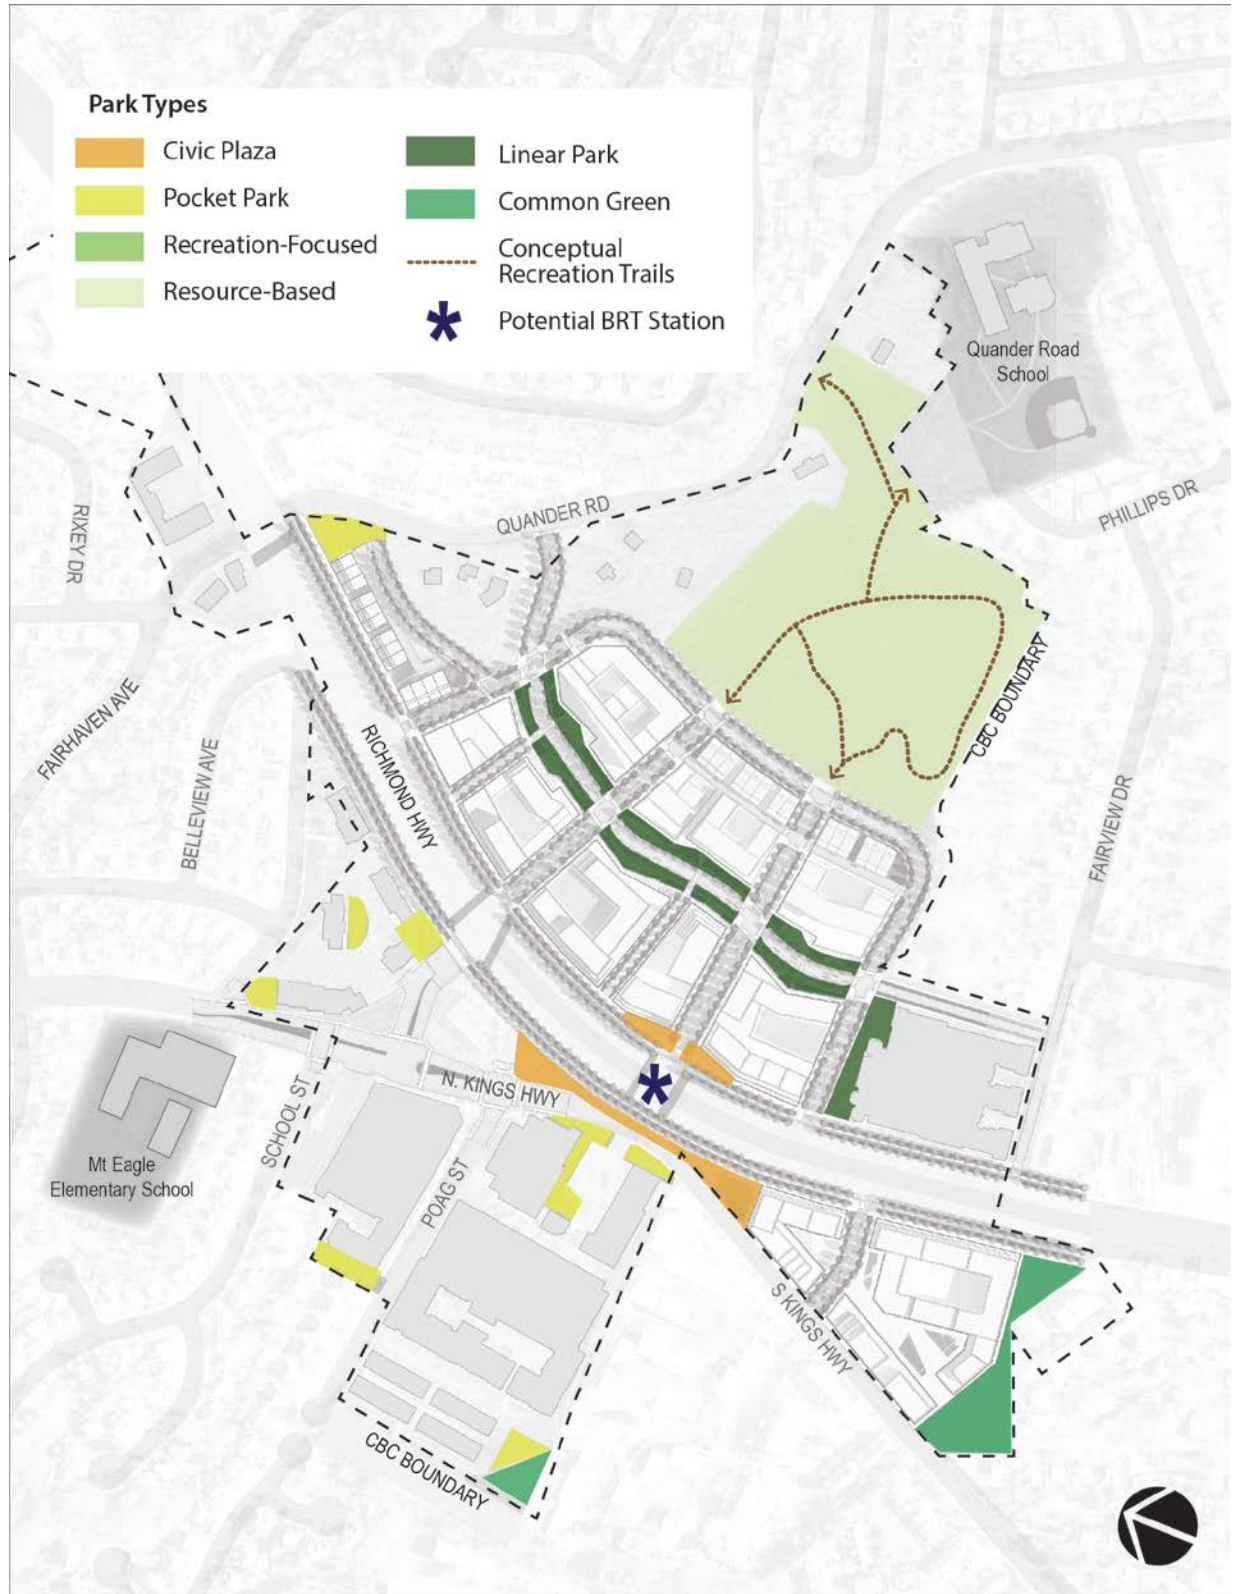 Park Types
Civic Plaza
Pocket Park
Recreation-Focused
Resource-Based
Linear Park
Common Green
Conceptual
Recreation Trails
Potential BRT Station
Quander Road
School
PHILLIPS DR
QUANDER RD
RIXEY DR
FAIRHAVEN AVE
BELLEVIEW AVE
RICHMOND HWY
CBC BOUNDARY
FAIRVIEW DR
N. KINGS HWY
SCHOOL ST
Mt Eagle
Elementary School
POAG ST
S KINGS HWY
CBC BOUNDARY